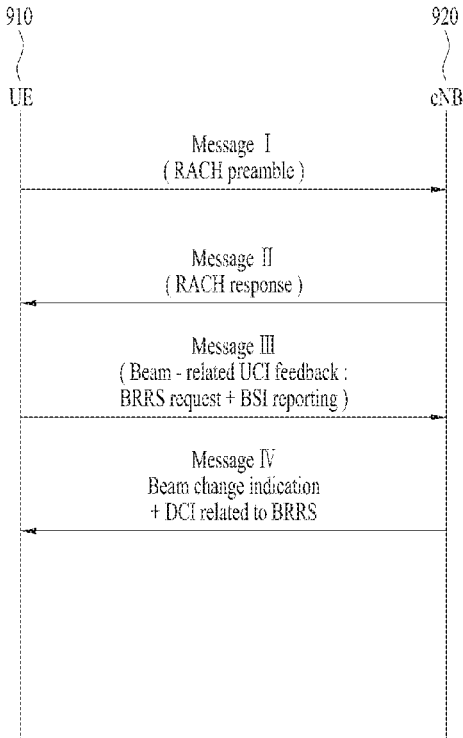 910
920
UE
eNB
Message Ⅰ
( RACH preamble )
Message Ⅱ
( RACH response )
Message Ⅲ
( Beam - related UCI feedback :
BRRS request + BSI reporting )
Message Ⅳ
Beam change indication
+ DCI related to BRRS